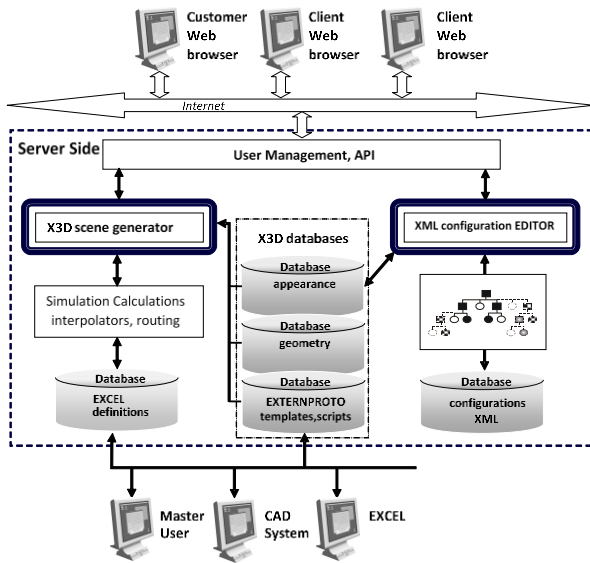 Customer
Web
browser
Client
Web
browser
Client
Web
browser
Internet
Server Side
User Management, API
X3D scene generator
XML configuration EDITOR
X3D databases
Database
appearance
Simulation Calculations
interpolators, routing
Database
geometry
Database
EXCEL
definitions
Database
EXTERNPROTO
templates,scripts
Database
configurations
XML
Master
User
CAD
System
EXCEL